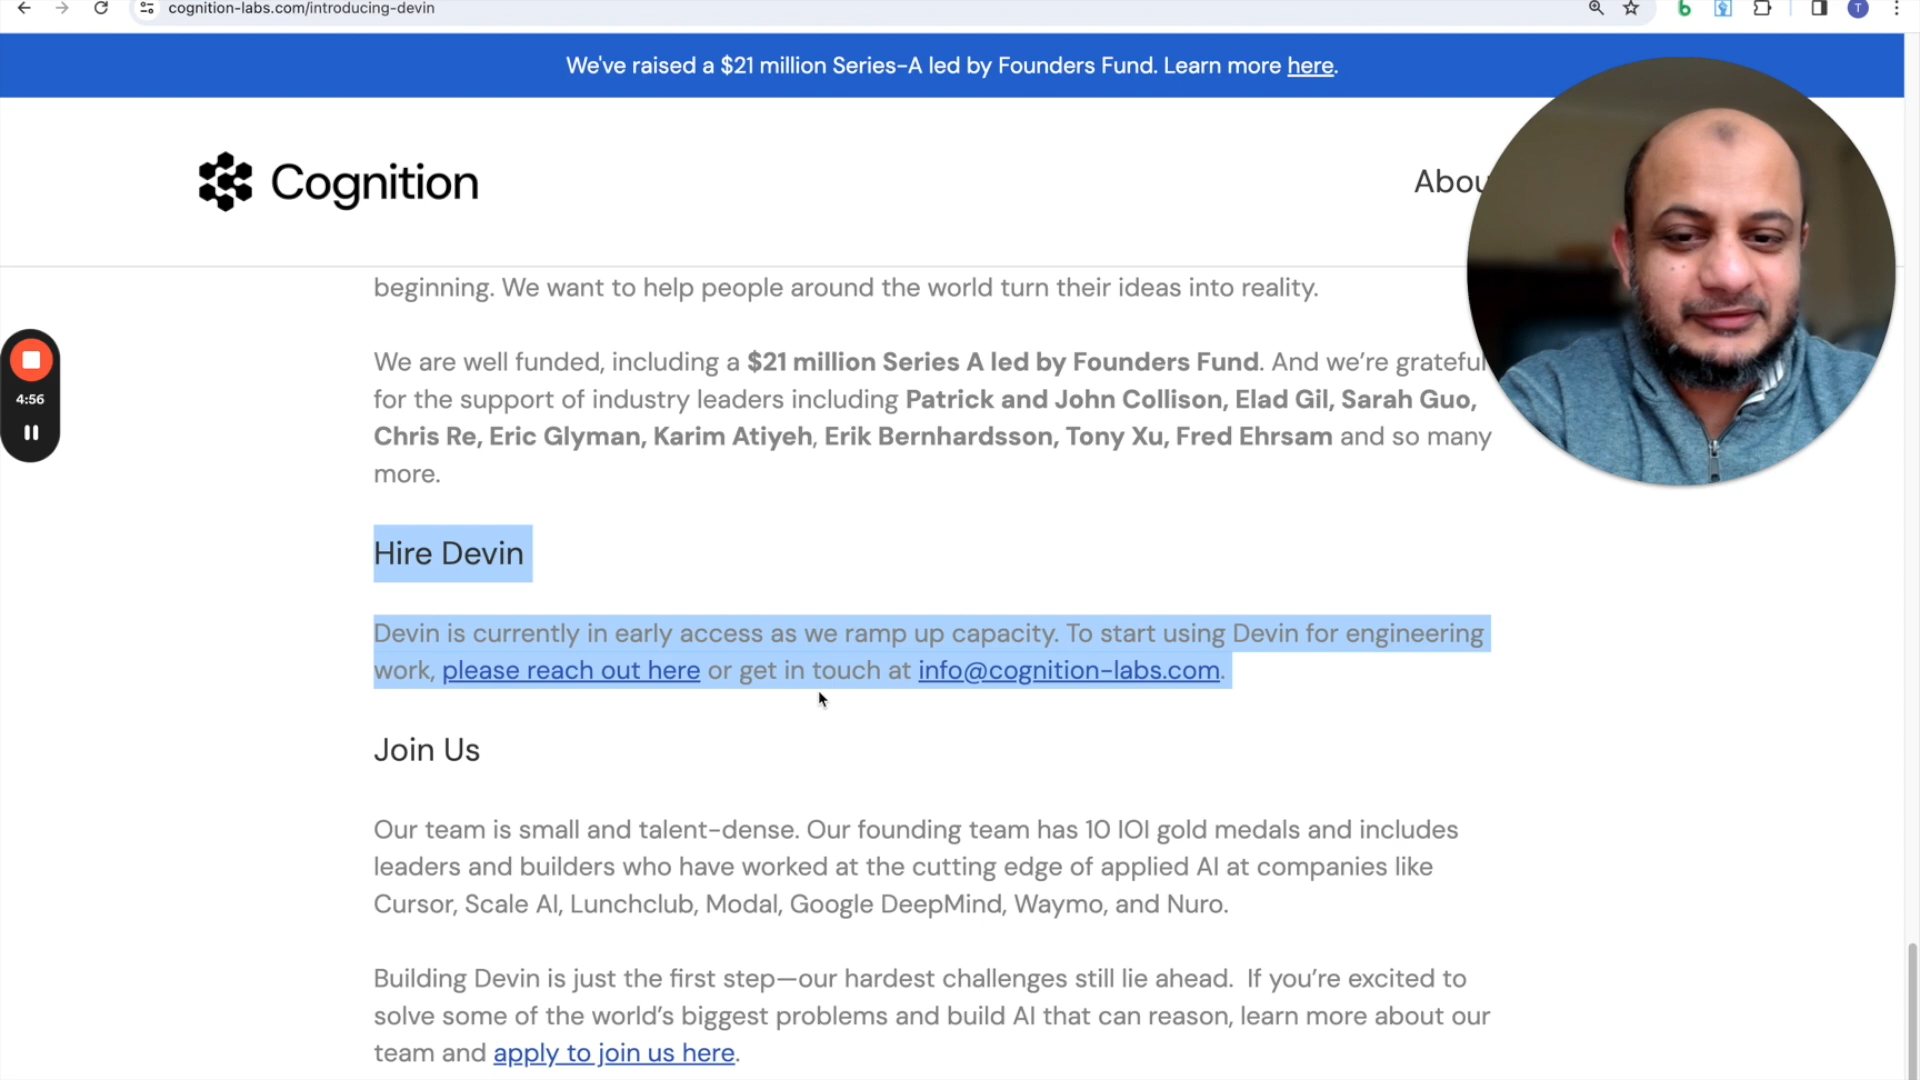 cognition-labs.com/introducing-devin
T
We've raised a $21 million Series-A led by Founders Fund. Learn more here.
Cognition
Abou
beginning. We want to help people around the world turn their ideas into reality.
We are well funded, including a $21 million Series A led by Founders Fund. And we're grateful
for the support of industry leaders including Patrick and John Collison, Elad Gil, Sarah Guo,
Chris Re, Eric Glyman, Karim Atiyeh, Erik Bernhardsson, Tony Xu, Fred Ehrsam and so many
more.
4:56
Hire Devin
Devin is currently in early access as we ramp up capacity. To start using Devin for engineering
work, please reach out here or get in touch at info@cognition-labs.com.
Join Us
Our team is small and talent-dense. Our founding team has 10 IOI gold medals and includes
leaders and builders who have worked at the cutting edge of applied AI at companies like
Cursor, Scale AI, Lunchclub, Modal, Google DeepMind, Waymo, and Nuro.
Building Devin is just the first step—our hardest challenges still lie ahead.  If you're excited to
solve some of the world's biggest problems and build AI that can reason, learn more about our
team and apply to join us here.